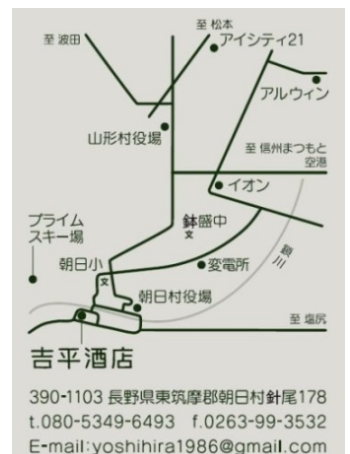 至 松本
至 波田
アイシティ21
アルウィン
山形村役場
至 信州まつもと
空港
イオン
鉢盛中
文
プライム
スキー場
鎖川
朝日小
文
変電所
朝日村役場
至 塩尻
吉平酒店
390-1103 長野県東筑摩郡朝日村針尾178
t.080-5349-6493 f.0263-99-3532
E-mail:yoshihira1986@gmail.com